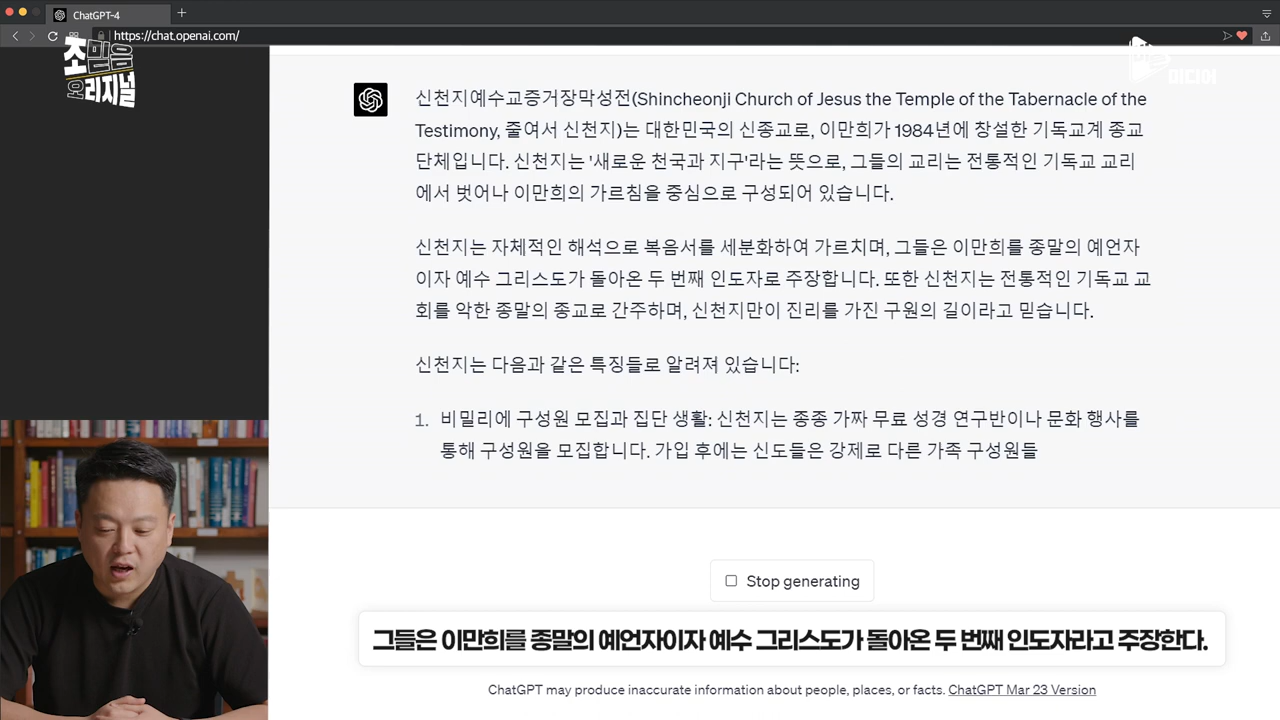 ChatGPT-4
https://chat.openai.com/
조믿음
오리지널
미디어
신천지예수교증거장막성전(Shincheonji Church of Jesus the Temple of the Tabernacle of the
Testimony, 줄여서 신천지)는 대한민국의 신종교로, 이만희가 1984년에 창설한 기독교계 종교
단체입니다. 신천지는 '새로운 천국과 지구'라는 뜻으로, 그들의 교리는 전통적인 기독교 교리
에서 벗어나 이만희의 가르침을 중심으로 구성되어 있습니다.
신천지는 자체적인 해석으로 복음서를 세분화하여 가르치며, 그들은 이만희를 종말의 예언자
이자 예수 그리스도가 돌아온 두 번째 인도자로 주장합니다. 또한 신천지는 전통적인 기독교 교
회를 악한 종말의 종교로 간주하며, 신천지만이 진리를 가진 구원의 길이라고 믿습니다.
신천지는 다음과 같은 특징들로 알려져 있습니다:
1. 비밀리에 구성원 모집과 집단 생활: 신천지는 종종 가짜 무료 성경 연구반이나 문화 행사를
통해 구성원을 모집합니다. 가입 후에는 신도들은 강제로 다른 가족 구성원들
Stop generating
그들은 이만희를 종말의 예언자이자 예수 그리스도가 돌아온 두 번째 인도자라고 주장한다.
ChatGPT may produce inaccurate information about people, places, or facts. ChatGPT Mar 23 Version